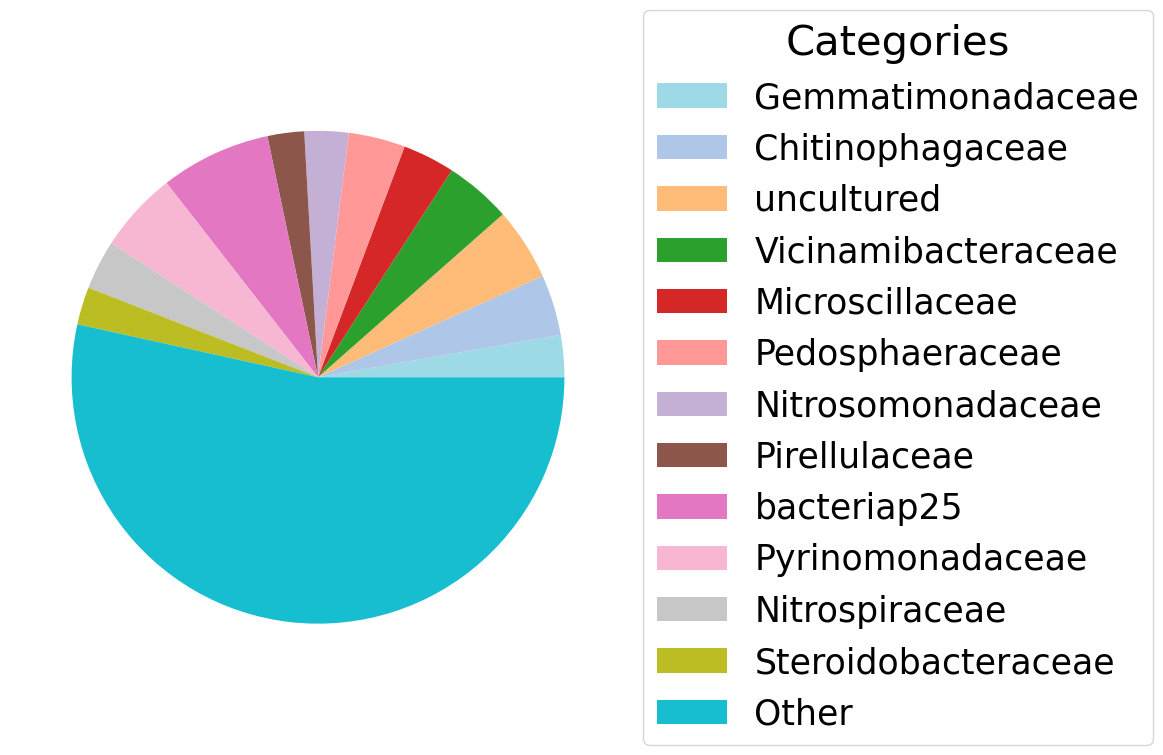 Categories
Gemmatimonadaceae
Chitinophagaceae
uncultured
Vicinamibacteraceae
Microscillaceae
Pedosphaeraceae
Nitrosomonadaceae
Pirellulaceae
bacteriap25
Pyrinomonadaceae
Nitrospiraceae
Steroidobacteraceae
Other